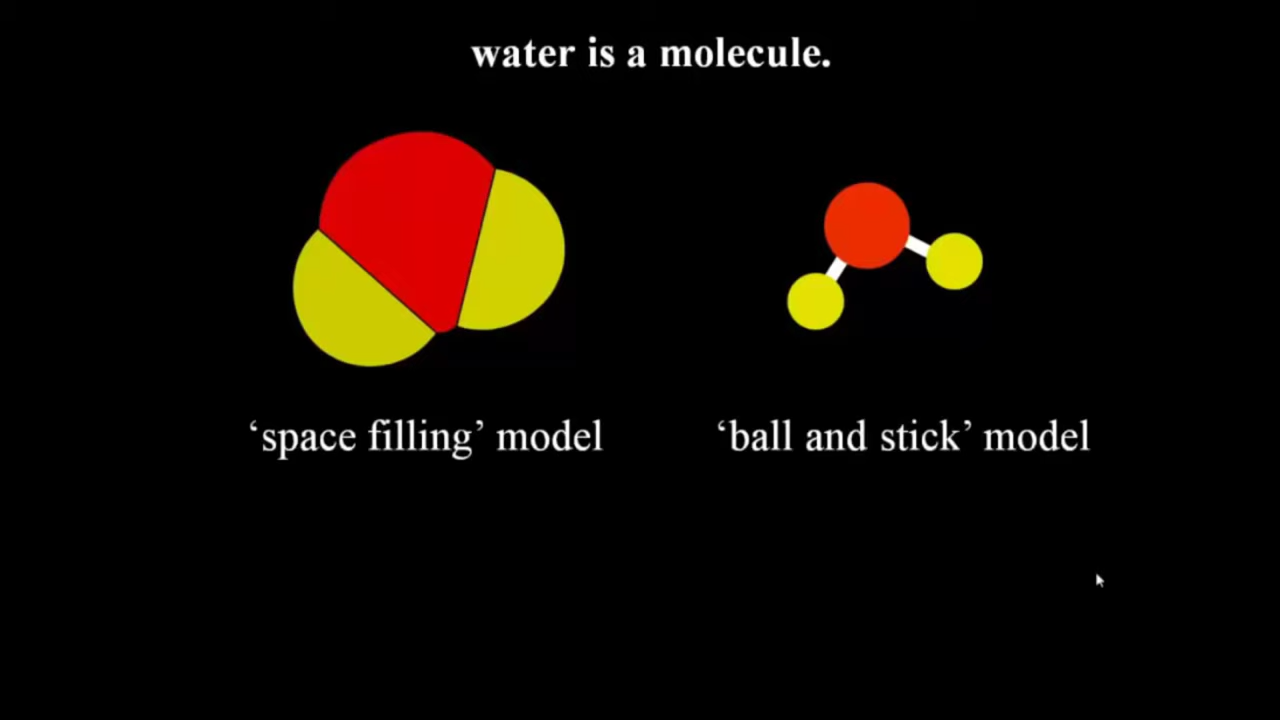 water is a molecule.
‘space filling’ model
‘ball and stick’ model